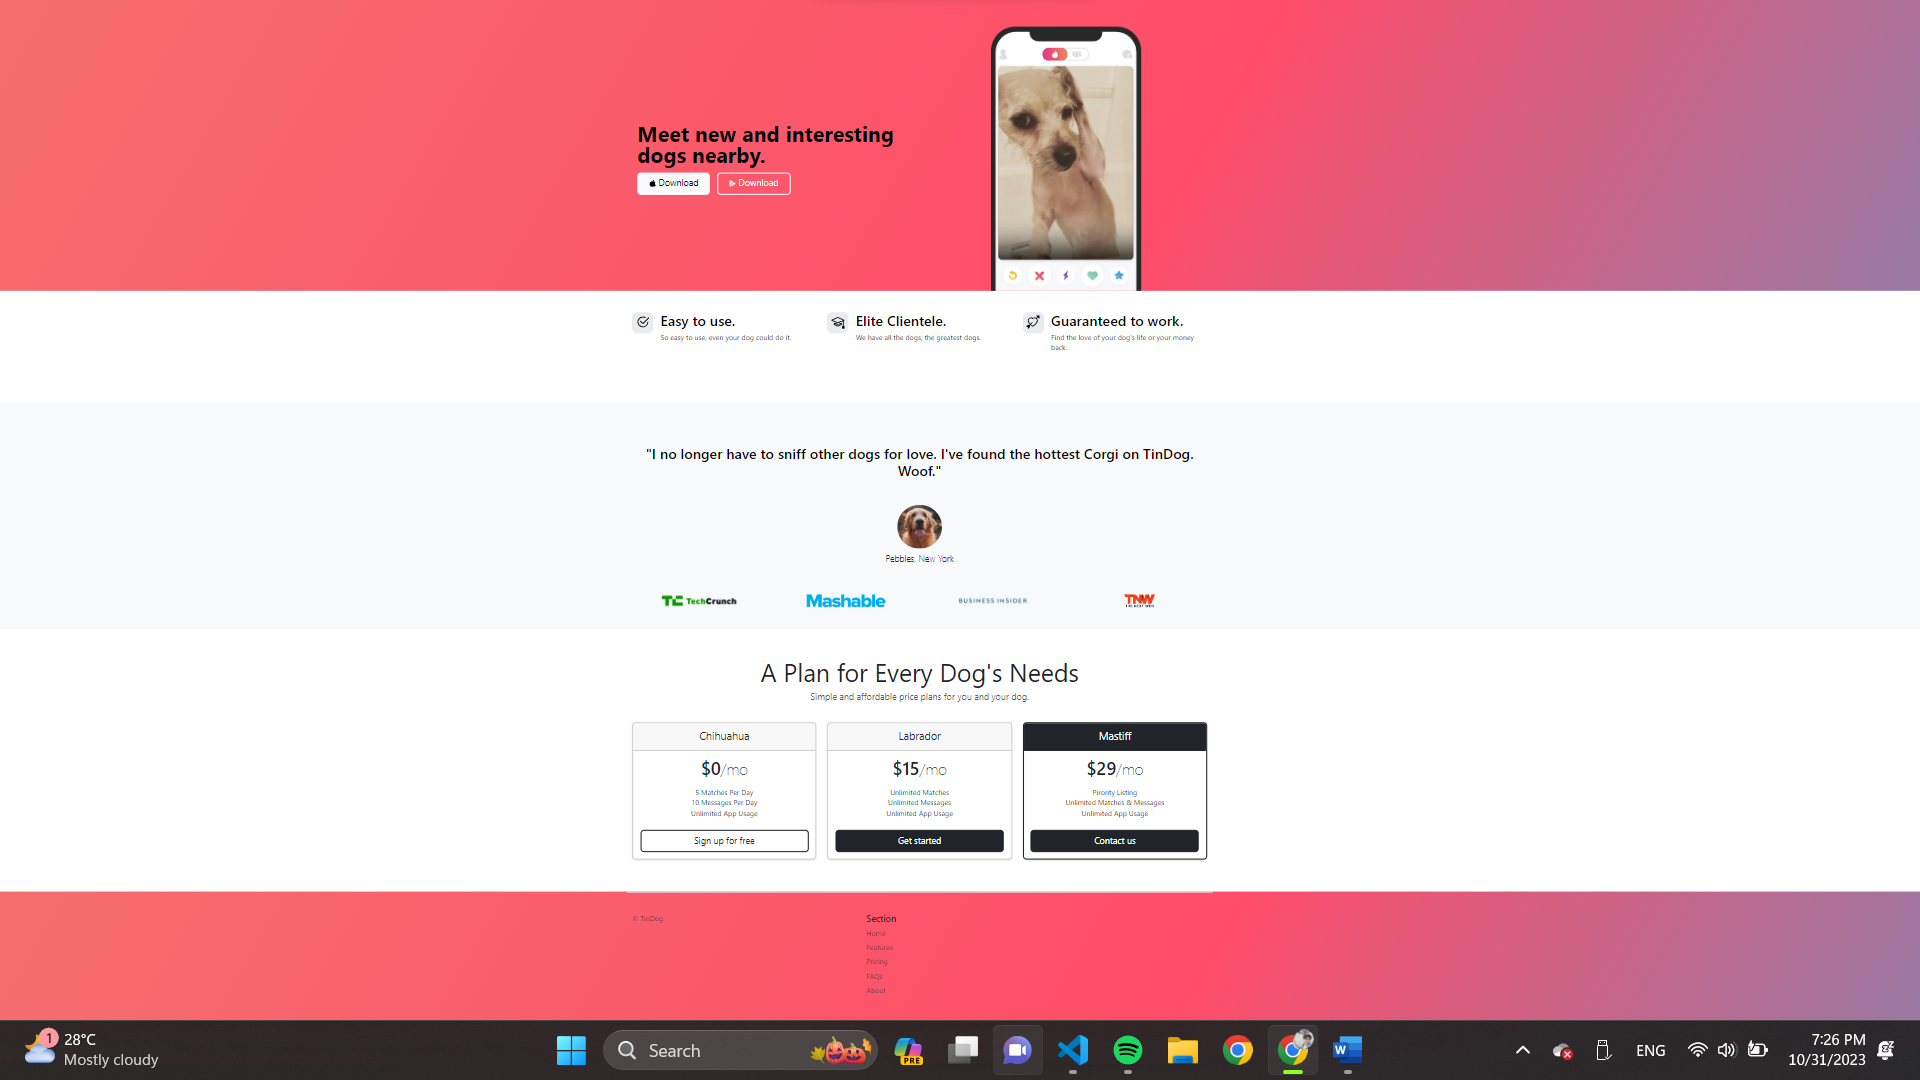 Meet new and interesting
dogs nearby.
Download
Download
Easy to use.
So easy to use, even your dog could do it.
Elite Clientele.
We have all the dogs, the greatest dogs.
Guaranteed to work.
Find the love of your dog's life or your money
back.
"I no longer have to sniff other dogs for love. I've found the hottest Corgi on TinDog.
Woof."
Pebbles, New York
TC TechCrunch
Mashable
BUSINESS INSIDER
TNW
THE NEXT WEB
A Plan for Every Dog's Needs
Simple and affordable price plans for you and your dog.
Chihuahua
$0/mo
5 Matches Per Day
10 Messages Per Day
Unlimited App Usage
Sign up for free
Labrador
$15/mo
Unlimited Matches
Unlimited Messages
Unlimited App Usage
Get started
Mastiff
$29/mo
Pirority Listing
Unlimited Matches & Messages
Unlimited App Usage
Contact us
© TinDog
Section
Home
Features
Pricing
FAQs
About
1
28°C
Mostly cloudy
Search
PRE
W
ENG
7:26 PM
10/31/2023